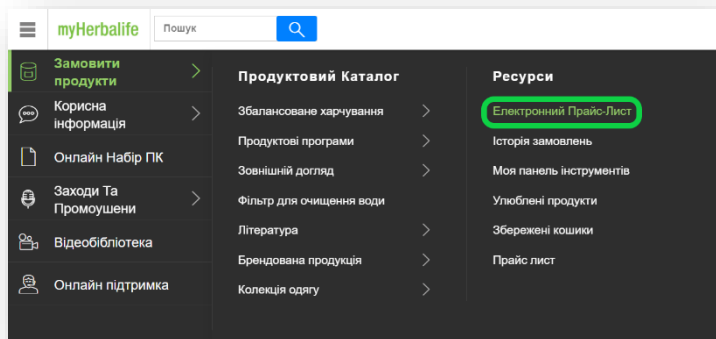 myHerbalife
Пошук
Замовити
продукти
Корисна
інформація
Онлайн Набір ПК
Заходи Та
Промоушени
Відеобібліотека
Онлайн підтримка
Продуктовий Каталог
Збалансоване харчування
Продуктові програми
Зовнішній догляд
Фільтр для очищення води
Література
Брендована продукція
Колекція одягу
Ресурси
Електронний Прайс-Лист
Історія замовлень
Моя панель інструментів
Улюблені продукти
Збережені кошики
Прайс лист